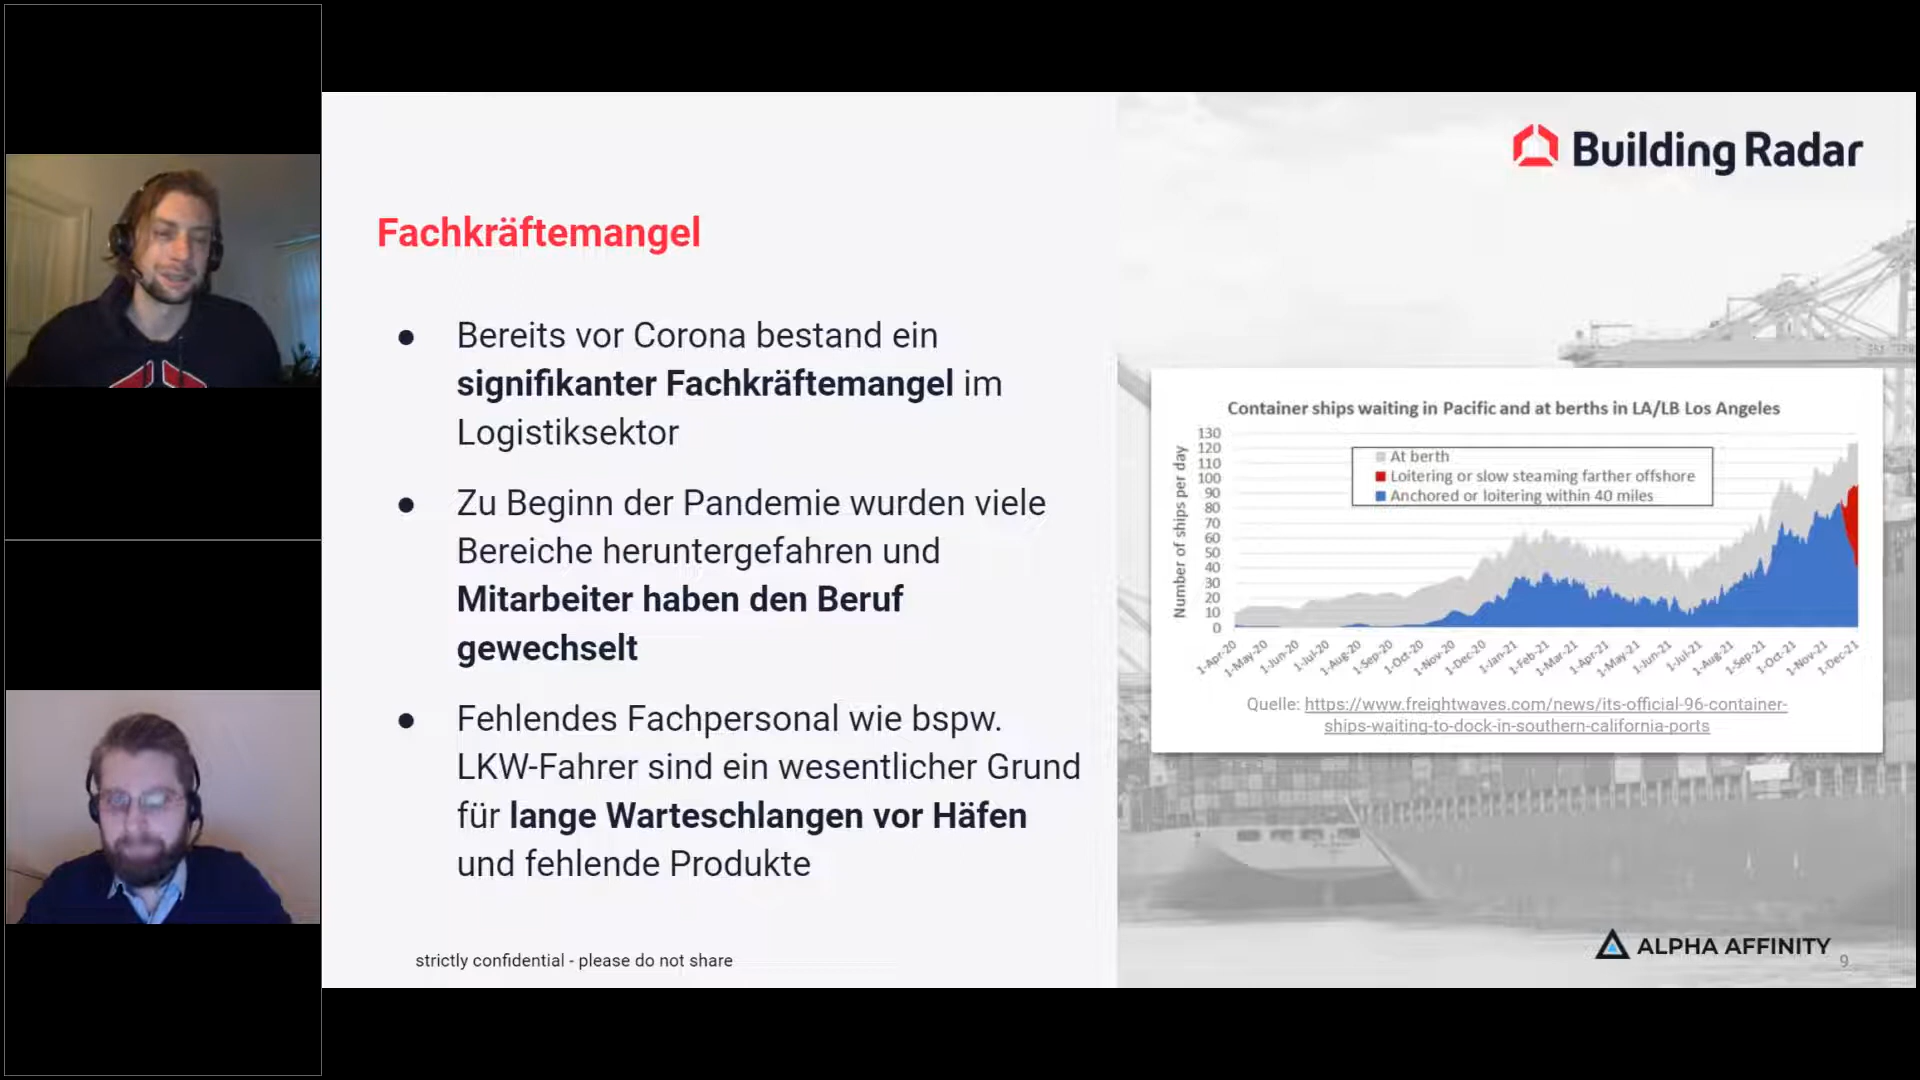 Building Radar
Fachkräftemangel
● Bereits vor Corona bestand ein
signifikanter Fachkräftemangel im
Logistiksektor
● Zu Beginn der Pandemie wurden viele
Bereiche heruntergefahren und
Mitarbeiter haben den Beruf
gewechselt
● Fehlendes Fachpersonal wie bspw.
LKW-Fahrer sind ein wesentlicher Grund
für lange Warteschlangen vor Häfen
und fehlende Produkte
strictly confidential - please do not share
Container ships waiting in Pacific and at berths in LA/LB Los Angeles
Number of ships per day
130
120
110
100
90
80
70
60
50
40
30
20
10
0
At berth
Loitering or slow steaming farther offshore
Anchored or loitering within 40 miles
1-Apr-20
1-May-20
1-Jun-20
1-Jul-20
1-Aug-20
1-Sep-20
1-Oct-20
1-Nov-20
1-Dec-20
1-Jan-21
1-Feb-21
1-Mar-21
1-Apr-21
1-May-21
1-Jun-21
1-Jul-21
1-Aug-21
1-Sep-21
1-Oct-21
1-Nov-21
1-Dec-21
Quelle: https://www.freightwaves.com/news/its-official-96-container-
ships-waiting-to-dock-in-southern-california-ports
ALPHA AFFINITY
9